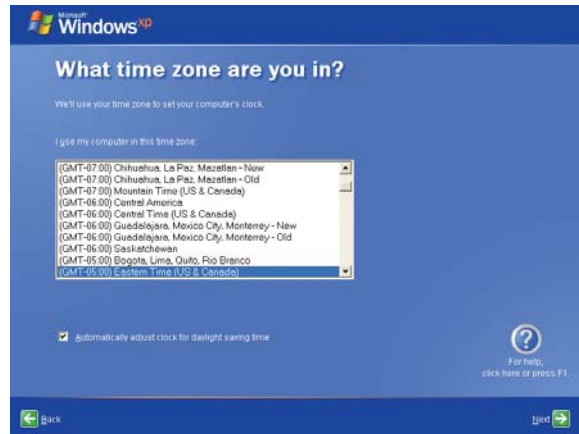 Microsoft
Windows xp
What time zone are you in?
We'll use your time zone to set your computer's clock.
I use my computer in this time zone:
(GMT-07:00) Chihuahua, La Paz, Mazatlan - New
(GMT-07:00) Chihuahua, La Paz, Mazatlan - Old
(GMT-07:00) Mountain Time (US & Canada)
(GMT-06:00) Central America
(GMT-06:00) Central Time (US & Canada)
(GMT-06:00) Guadalajara, Mexico City, Monterrey - New
(GMT-06:00) Guadalajara, Mexico City, Monterrey - Old
(GMT-06:00) Saskatchewan
(GMT-05:00) Bogota, Lima, Quito, Rio Branco
(GMT-05:00) Eastern Time (US & Canada)
Automatically adjust clock for daylight saving time
?
For help,
click here or press F1.
Back
Next